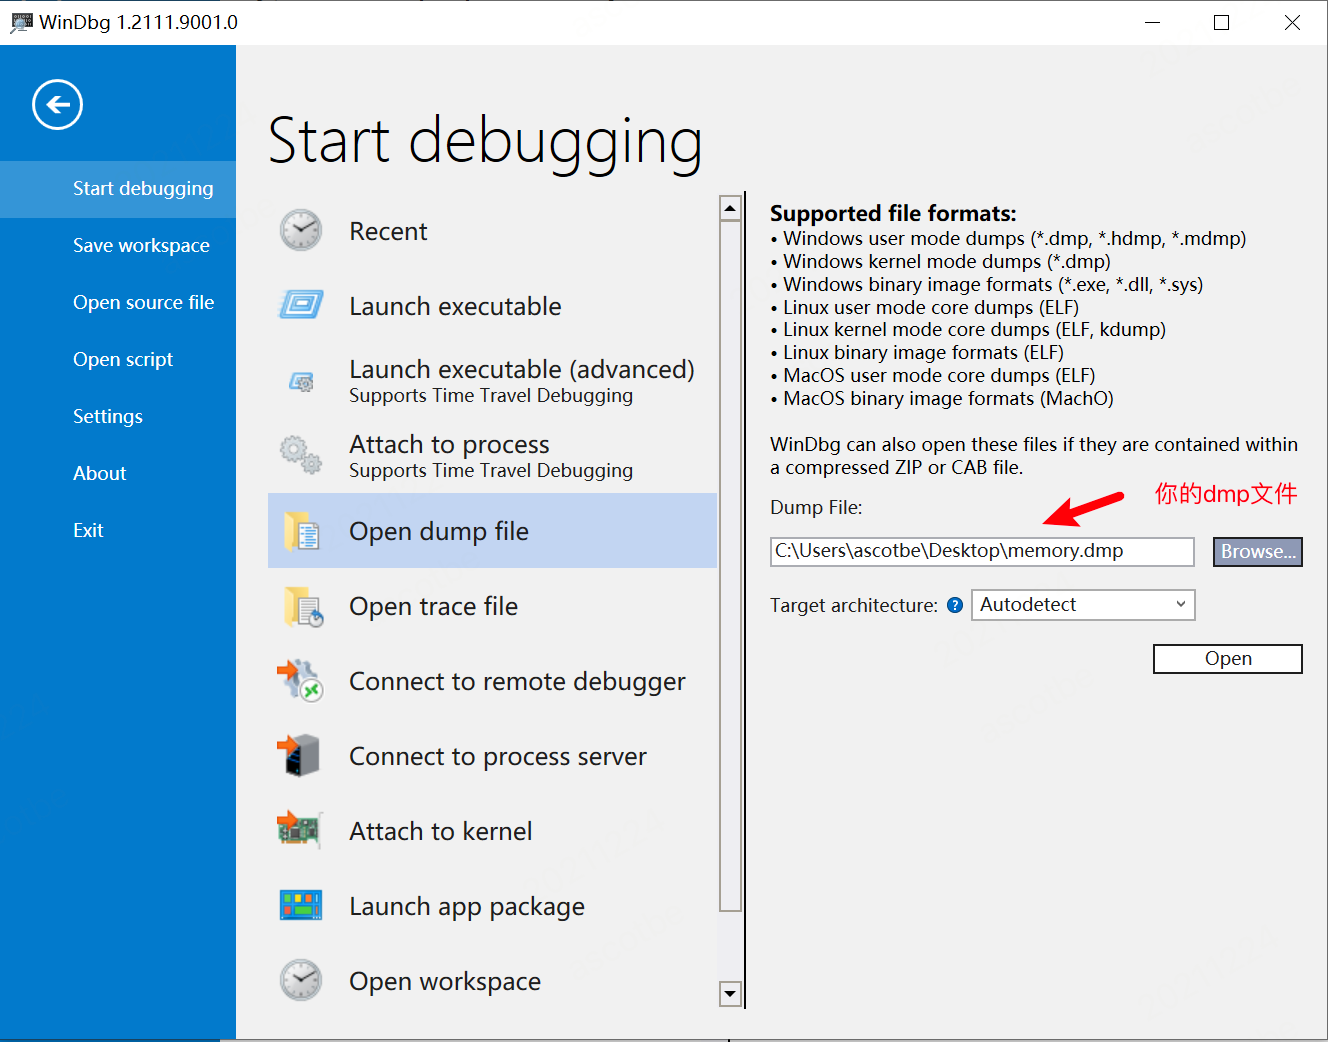 WinDbg 1.2111.9001.0
Start debugging
Save workspace
Open source file
Open script
Settings
About
Exit
Start debugging
Recent
Launch executable
Launch executable (advanced)
Supports Time Travel Debugging
Attach to process
Supports Time Travel Debugging
Open dump file
Open trace file
Connect to remote debugger
Connect to process server
Attach to kernel
Launch app package
Open workspace
Supported file formats:
• Windows user mode dumps (*.dmp, *.hdmp, *.mdmp)
• Windows kernel mode dumps (*.dmp)
• Windows binary image formats (*.exe, *.dll, *.sys)
• Linux user mode core dumps (ELF)
• Linux kernel mode core dumps (ELF, kdump)
• Linux binary image formats (ELF)
• MacOS user mode core dumps (ELF)
• MacOS binary image formats (MachO)
WinDbg can also open these files if they are contained within
a compressed ZIP or CAB file.
你的dmp文件
Dump File:
C:\Users\ascotbe\Desktop\memory.dmp
Browse...
Target architecture: ? Autodetect
Open